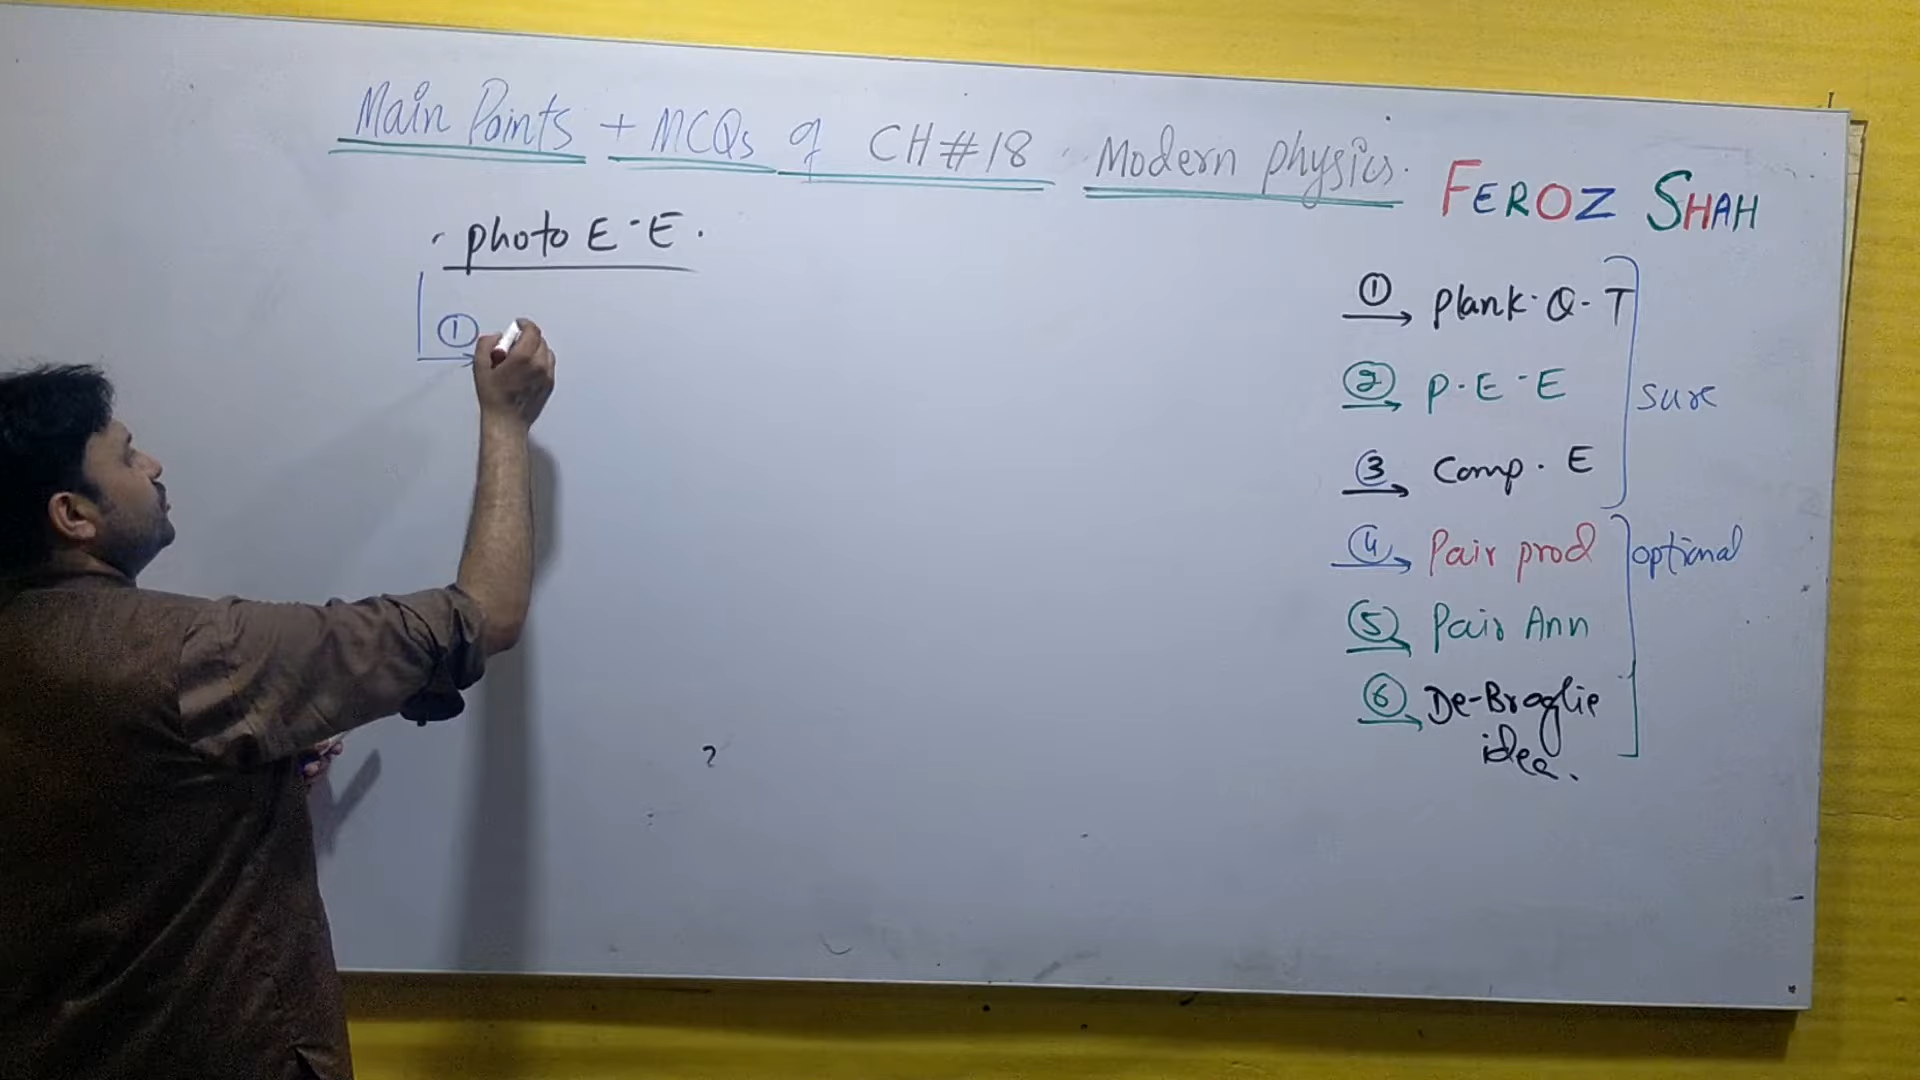 Main Points + MCQs of CH#18 Modern physics.
FEROZ SHAH
photo E-E.
①
① Plank. Q-T
② P-E-E
③ Comp. E
sure
④ Pair prod
⑤ Pair Ann
⑥ De-Broglie
idea.
optional